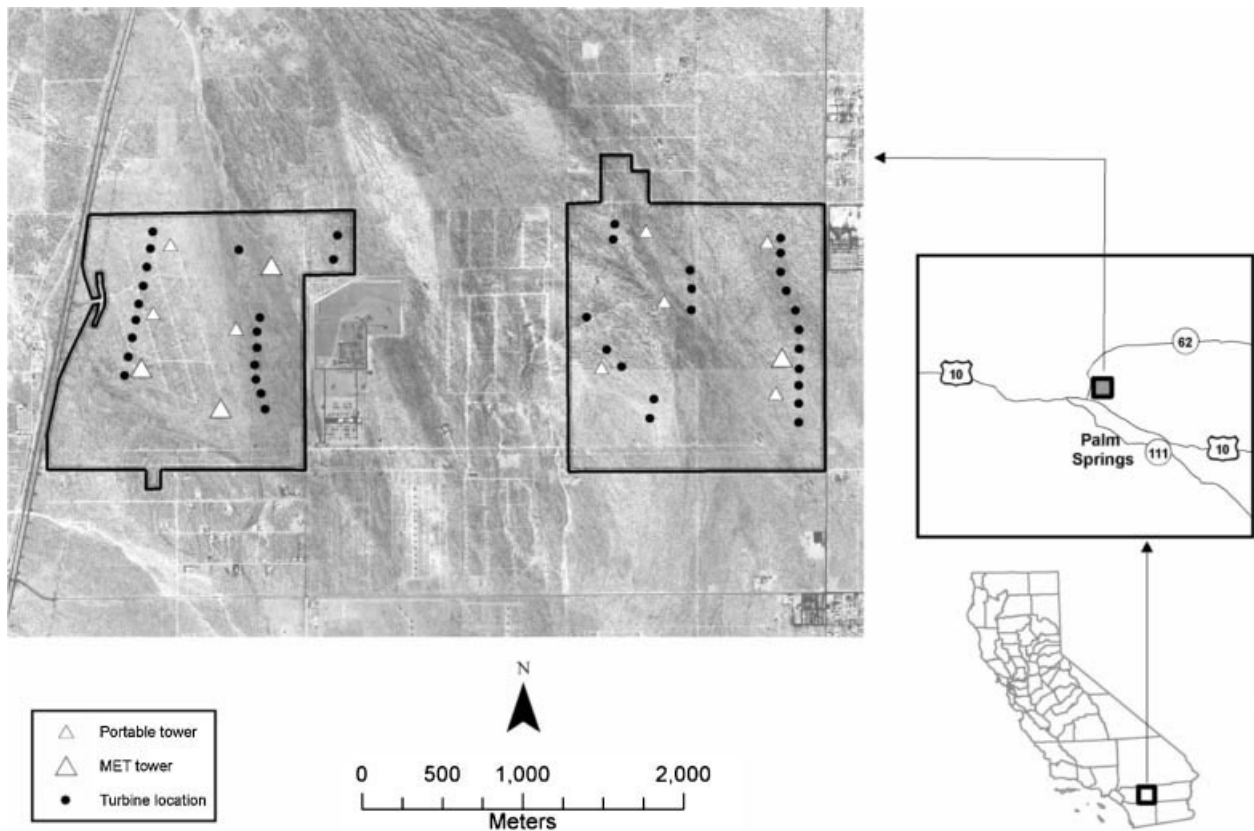 62
10
Palm
Springs
10
111
N
Portable tower
MET tower
Turbine location
0 500 1,000 2,000
Meters